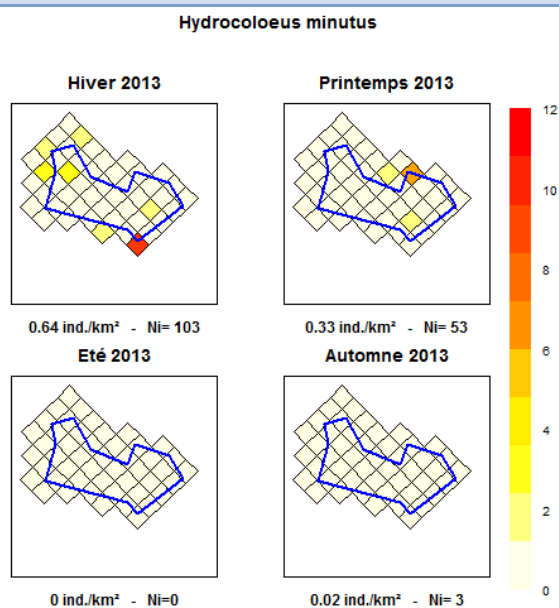 Hydrocoloeus minutus
Hiver 2013
Printemps 2013
0.64 ind./km² - Ni= 103
0.33 ind./km² - Ni= 53
Eté 2013
Automne 2013
0 ind./km² - Ni=0
0.02 ind./km² - Ni= 3
12
10
8
6
4
2
0